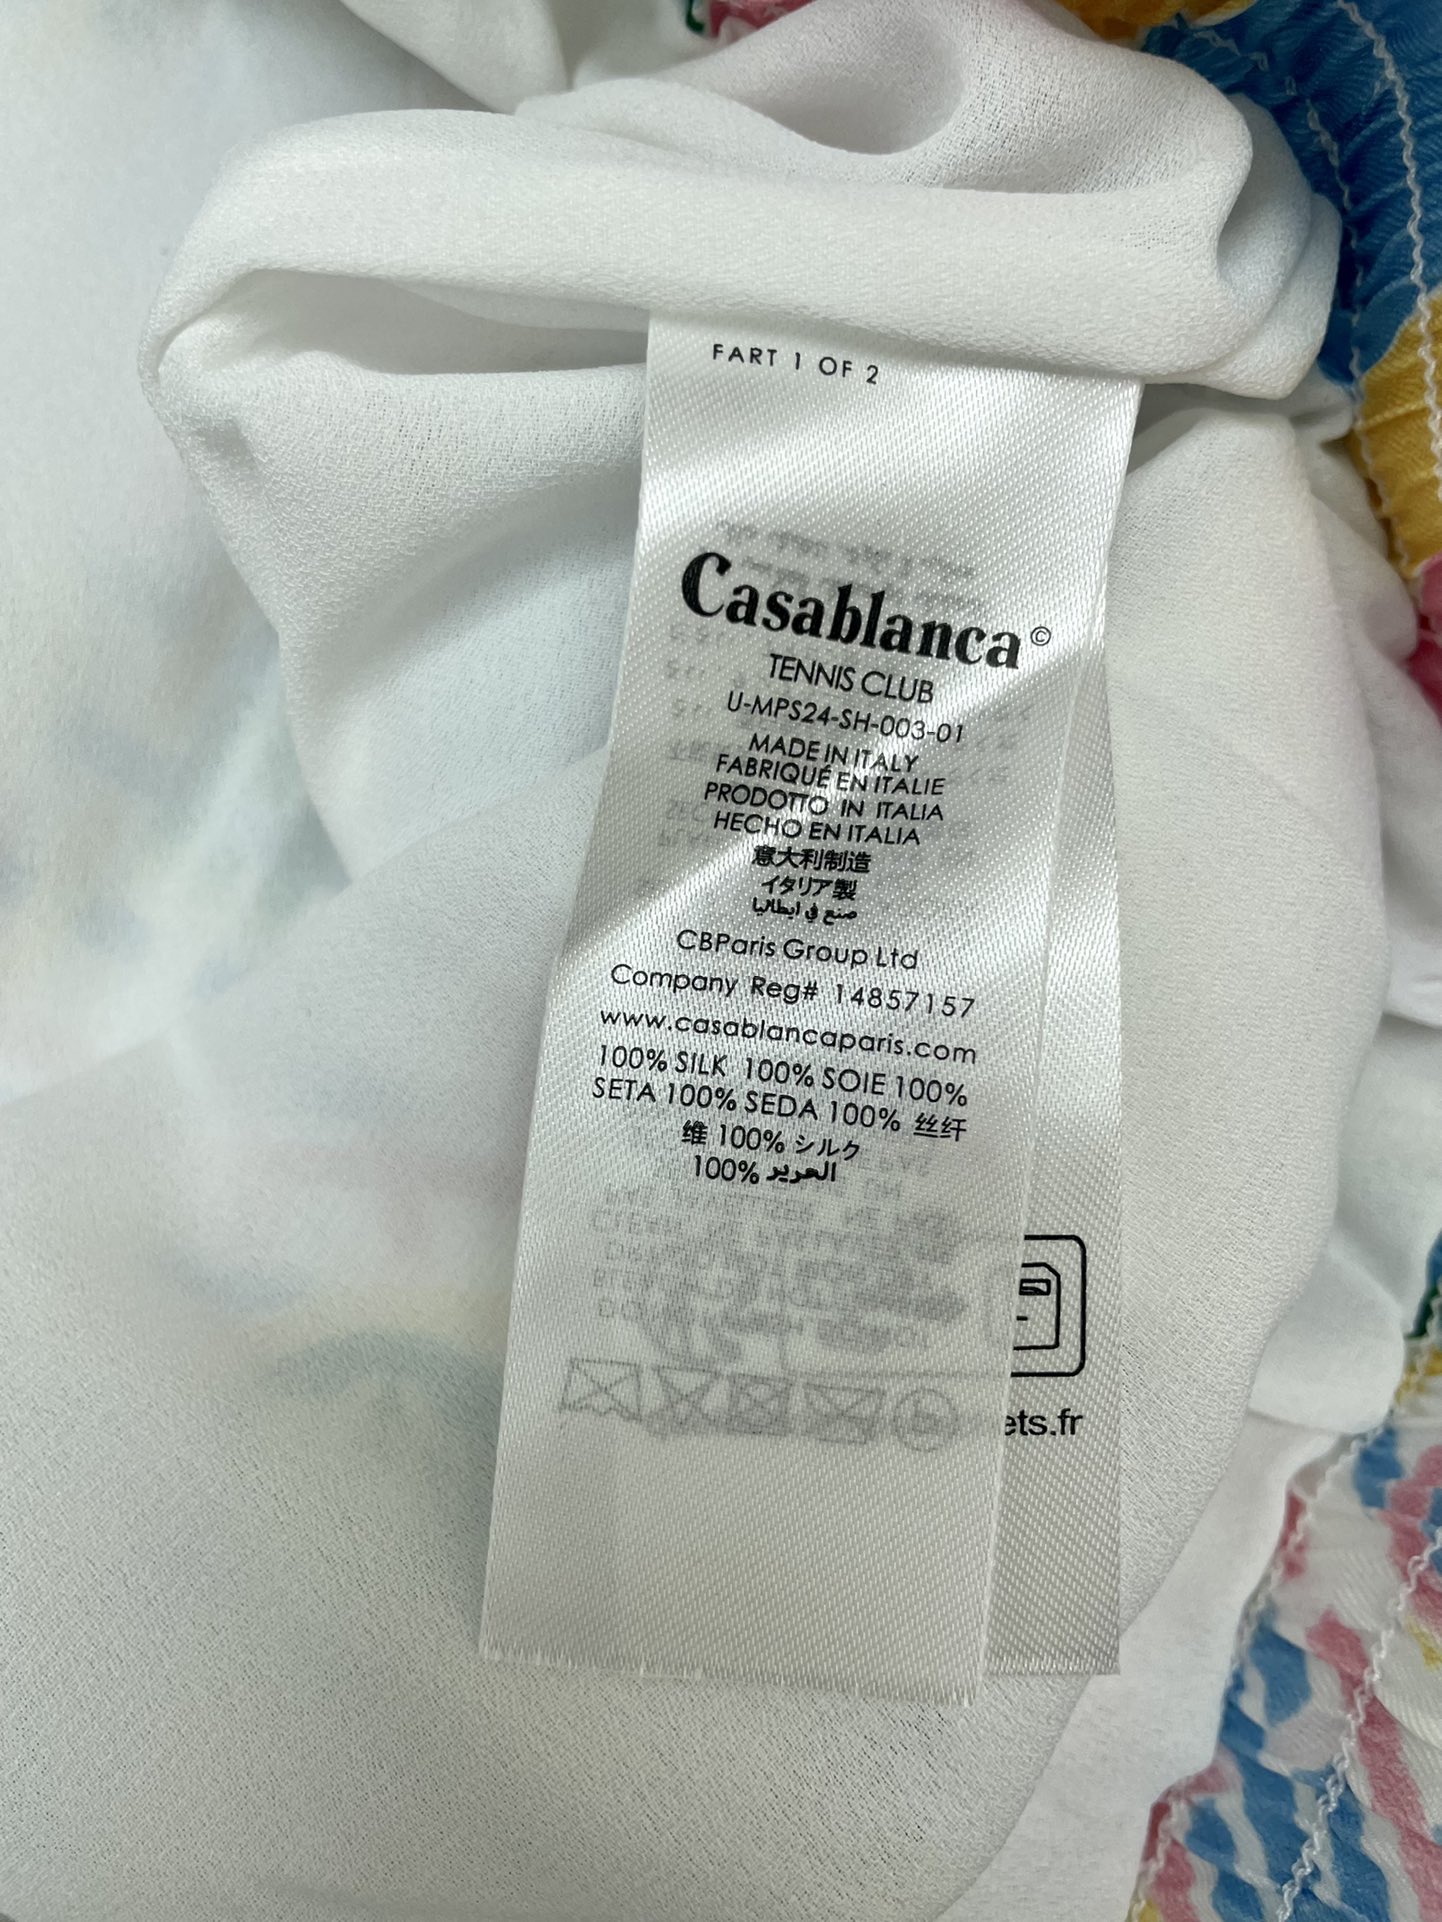 FART 1 OF 2
Casablanca©
TENNIS CLUB
U-MPS24-SH-003-01
MADE IN ITALY
FABRIQUÉ EN ITALIE
PRODOTTO IN ITALIA
HECHO EN ITALIA
意大利制造
イタリア製
صنع في ايطاليا
CBParis Group Ltd
Company Reg# 14857157
www.casablancaparis.com
100% SILK 100% SOIE 100%
SETA 100% SEDA 100% 丝纤
维 100% シルク
100% الحرير
ets.fr